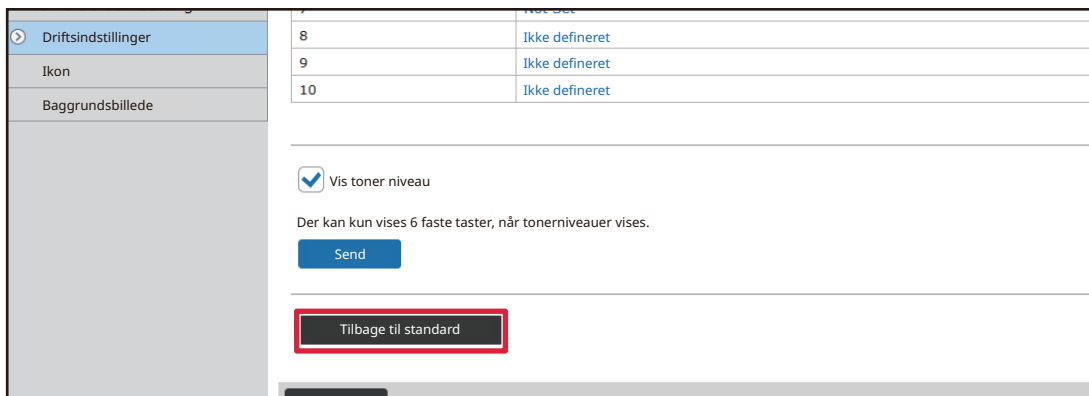 Driftsindstillinger
Ikon
Baggrundsbillede
8 Ikke defineret
9 Ikke defineret
10 Ikke defineret
Vis toner niveau
Der kan kun vises 6 faste taster, når tonerniveauer vises.
Send
Tilbage til standard